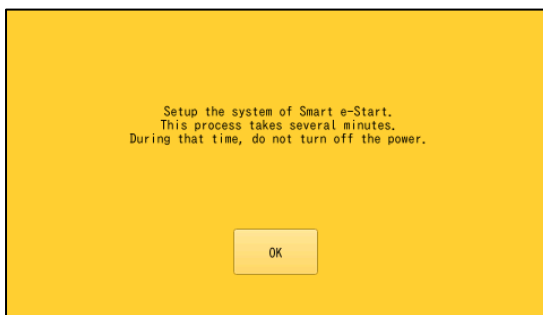 Setup the system of Smart e-Start.
This process takes several minutes.
During that time, do not turn off the power.
OK